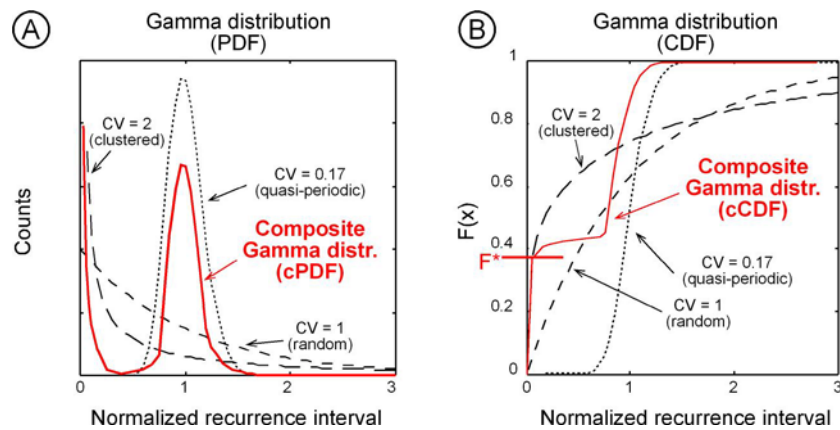 A
Gamma distribution
(PDF)
Counts
CV = 2
(clustered)
CV = 0.17
(quasi-periodic)
Composite
Gamma distr.
(cPDF)
CV = 1
(random)
0
1
2
3
Normalized recurrence interval
B
Gamma distribution
(CDF)
F(x)
1
0.8
0.6
0.4
0.2
0
F*
CV = 2
(clustered)
Composite
Gamma distr.
(cCDF)
CV = 0.17
(quasi-periodic)
CV = 1
(random)
0
1
2
3
Normalized recurrence interval